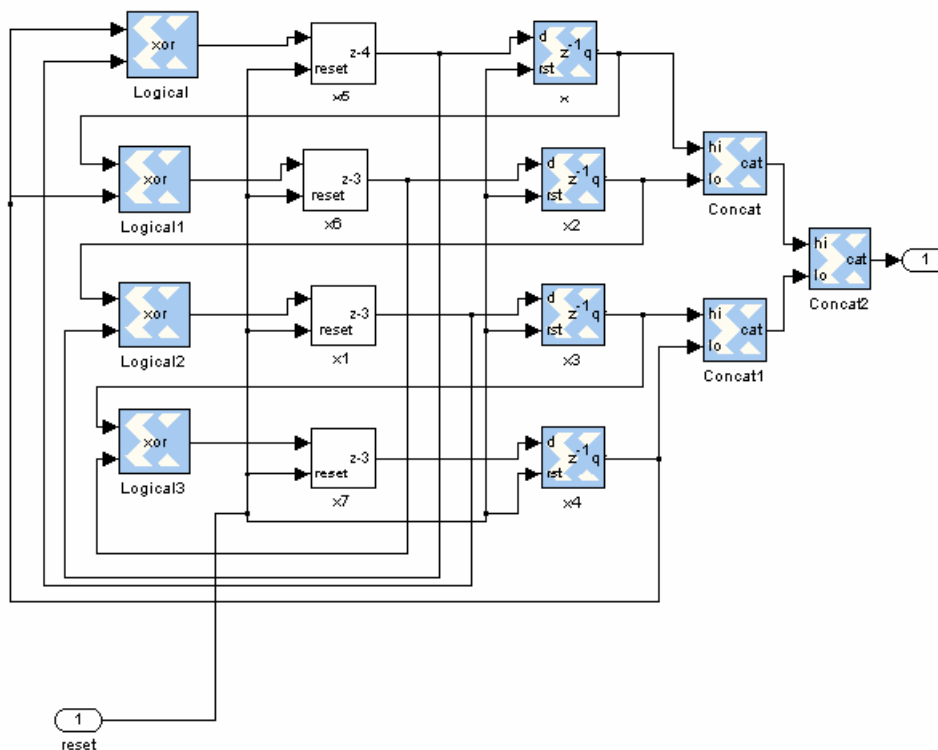 xor
Logical
z-4
reset
x5
d
z-1 q
rst
x
xor
Logical1
z-3
reset
x6
d
z-1 q
rst
x2
hi
cat
lo
Concat
hi
cat
lo
Concat2
1
xor
Logical2
z-3
reset
x1
d
z-1 q
rst
x3
hi
cat
lo
Concat1
xor
Logical3
z-3
reset
x7
d
z-1 q
rst
x4
1
reset